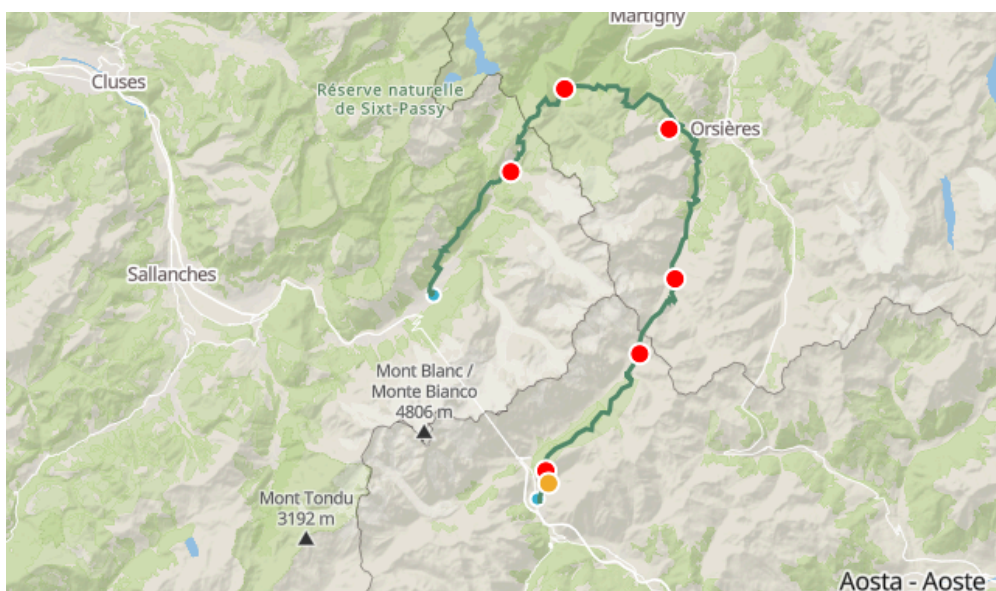 Martigny
Cluses
Réserve naturelle
de Sixt-Passy
Orsières
Sallanches
Mont Blanc /
Monte Bianco
4806 m
Mont Tondu
3192 m
Aosta - Aoste